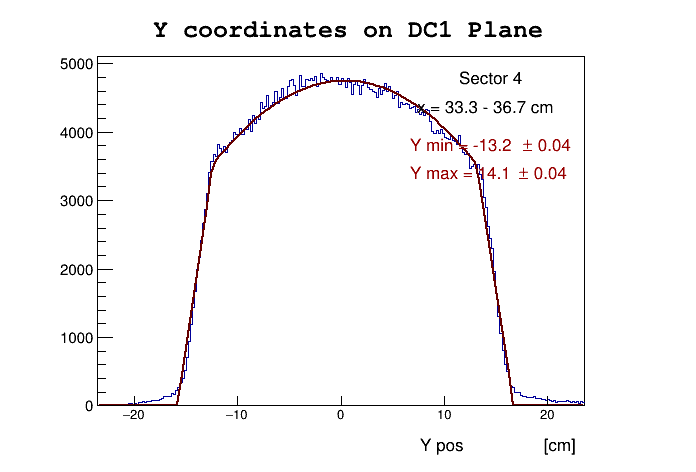 Y coordinates on DC1 Plane
5000
4000
3000
2000
1000
0
Sector 4
x = 33.3 - 36.7 cm
Y min = -13.2 ± 0.04
Y max = 14.1 ± 0.04
−20 −10 0 10 20
Y pos [cm]